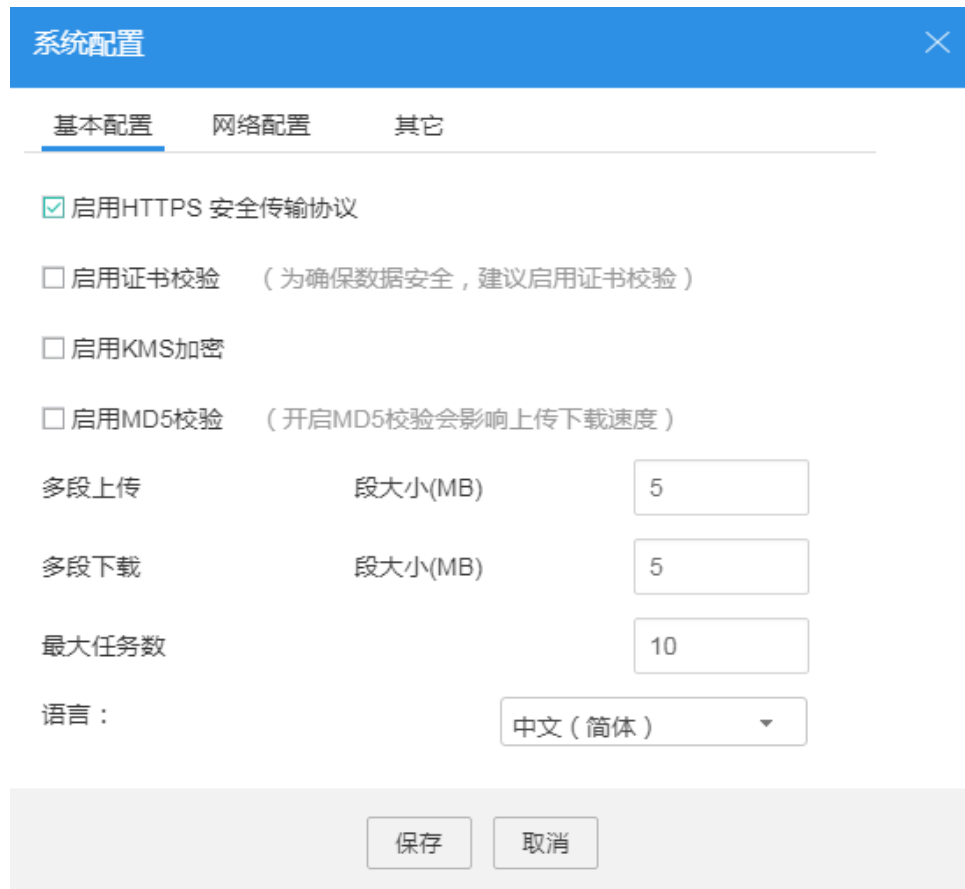 系统配置
基本配置 网络配置 其它
启用HTTPS 安全传输协议
启用证书校验 （为确保数据安全，建议启用证书校验）
启用KMS加密
启用MD5校验 （开启MD5校验会影响上传下载速度）
多段上传 段大小(MB) 5
多段下载 段大小(MB) 5
最大任务数 10
语言： 中文（简体）
保存 取消